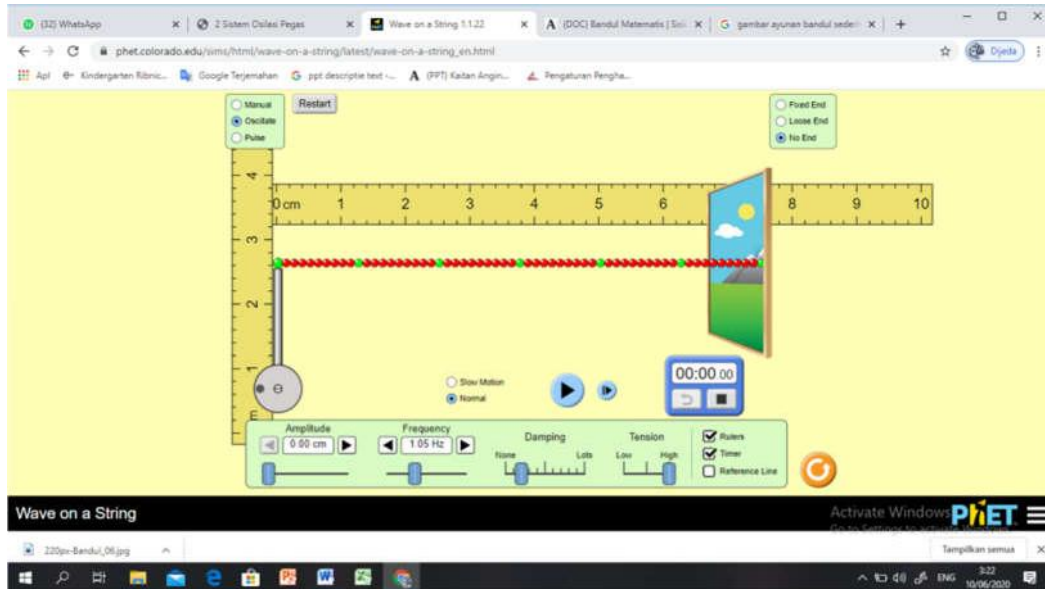 (32) WhatsApp
2 Sistem Osilasi Pegas
Wave on a String 1.1.22
(DOC) Bandul Matematis |
gambar ayunan bandul seder
phet.colorado.edu/sims/html/wave-on-a-string/latest/wave-on-a-string_en.html
Djeda
Apl
Kindergarten Ribnic...
Google Terjemahan
ppt descriptie text -...
(PPT) Kaitan Angin...
Pengaturan Pengha...
Manual
Oscillate
Pulse
Restart
Fixed End
Loose End
No End
4
3
2
1
0 cm 1 2 3 4 5 6 8 9 10
00:00.00
Slow Motion
Normal
Amplitude
0.00 cm
Frequency
1.05 Hz
Damping
None
Lots
Tension
Low
High
Rulers
Timer
Reference Line
Wave on a String
Activate Windows
Go to Settings to activate Windows.
PhET
220px-Bandul_06.jpg
Tampilkan semua
ENG
3:22
10/06/2020